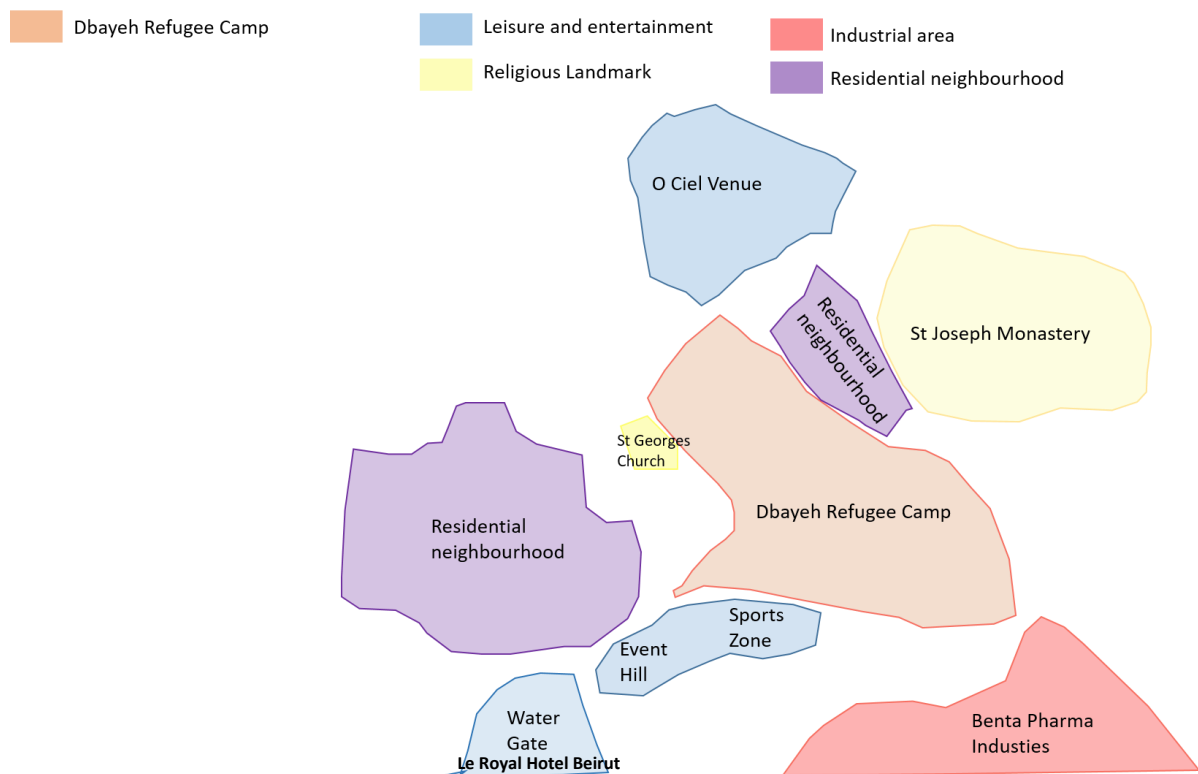 Dbayeh Refugee Camp
Leisure and entertainment
Religious Landmark
Industrial area
Residential neighbourhood
O Ciel Venue
Residential
neighbourhood
St Joseph Monastery
St Georges
Church
Dbayeh Refugee Camp
Residential
neighbourhood
Sports
Zone
Event
Hill
Water
Gate
Le Royal Hotel Beirut
Benta Pharma
Industies